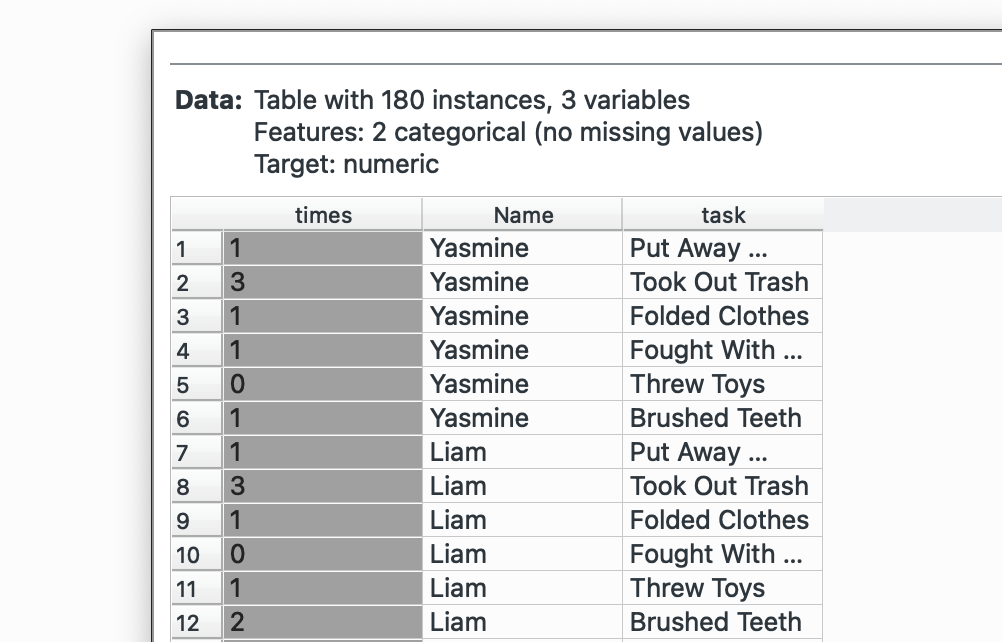 Data: Table with 180 instances, 3 variables
Features: 2 categorical (no missing values)
Target: numeric
times Name task
1 1 Yasmine Put Away ...
2 3 Yasmine Took Out Trash
3 1 Yasmine Folded Clothes
4 1 Yasmine Fought With ...
5 0 Yasmine Threw Toys
6 1 Yasmine Brushed Teeth
7 1 Liam Put Away ...
8 3 Liam Took Out Trash
9 1 Liam Folded Clothes
10 0 Liam Fought With ...
11 1 Liam Threw Toys
12 2 Liam Brushed Teeth